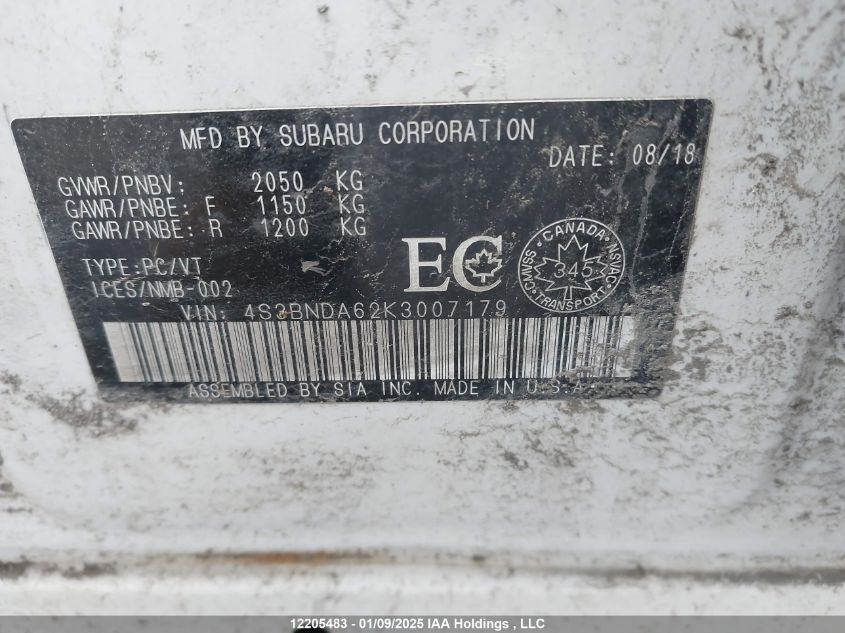 MFD BY SUBARU CORPORATION
DATE: 08/18
GVWR/PNBV: 2050 KG
GAWR/PNBE: F 1150 KG
GAWR/PNBE: R 1200 KG
TYPE:PC/VT
ICES/NMB-002
EC
CANADA
CMVSS
NSVAC
345
TRANSPORT
VIN: 4S3BNDA62K3007179
ASSEMBLED BY SIA INC. MADE IN U.S.A.
12205483 - 01/09/2025 IAA Holdings , LLC